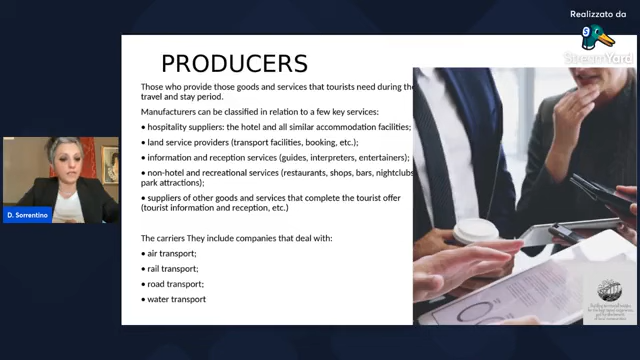 Realizzato da
StreamYard
PRODUCERS
Those who provide those goods and services that tourists need during the
travel and stay period.
Manufacturers can be classified in relation to a few key services:
• hospitality suppliers: the hotel and all similar accommodation facilities;
• land service providers (transport facilities, booking, etc.);
• information and reception services (guides, interpreters, entertainers);
• non-hotel and recreational services (restaurants, shops, bars, nightclubs
park attractions);
• suppliers of other goods and services that complete the tourist offer
(tourist information and reception, etc.)
The carriers They include companies that deal with:
• air transport;
• rail transport;
• road transport;
• water transport
D. Sorrentino